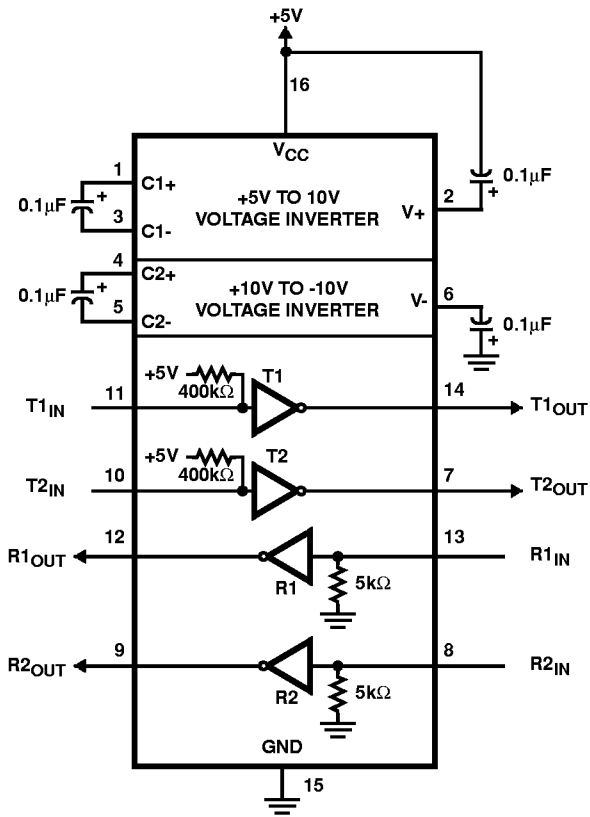 +5V
16
VCC
1
C1+
+5V TO 10V
2
0.1μF
+
+
0.1μF
3
VOLTAGE INVERTER
V+
C1-
4
C2+
+10V TO -10V
6
0.1μF
+
5
VOLTAGE INVERTER
V-
C2-
0.1μF
+
+5V
T1
400kΩ
T1IN
11
14
T1OUT
+5V
T2
400kΩ
T2IN
10
7
T2OUT
R1OUT
12
13
R1IN
R1
5kΩ
R2OUT
9
8
R2IN
R2
5kΩ
GND
15